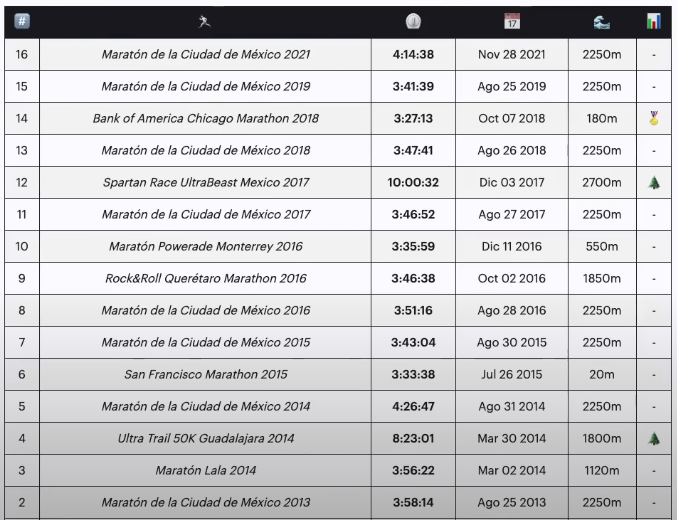 #
17
16 Maratón de la Ciudad de México 2021 4:14:38 Nov 28 2021 2250m -
15 Maratón de la Ciudad de México 2019 3:41:39 Ago 25 2019 2250m -
14 Bank of America Chicago Marathon 2018 3:27:13 Oct 07 2018 180m
13 Maratón de la Ciudad de México 2018 3:47:41 Ago 26 2018 2250m -
12 Spartan Race UltraBeast Mexico 2017 10:00:32 Dic 03 2017 2700m
11 Maratón de la Ciudad de México 2017 3:46:52 Ago 27 2017 2250m -
10 Maratón Powerade Monterrey 2016 3:35:59 Dic 11 2016 550m -
9 Rock&Roll Querétaro Marathon 2016 3:46:38 Oct 02 2016 1850m -
8 Maratón de la Ciudad de México 2016 3:51:16 Ago 28 2016 2250m -
7 Maratón de la Ciudad de México 2015 3:43:04 Ago 30 2015 2250m -
6 San Francisco Marathon 2015 3:33:38 Jul 26 2015 20m -
5 Maratón de la Ciudad de México 2014 4:26:47 Ago 31 2014 2250m -
4 Ultra Trail 50K Guadalajara 2014 8:23:01 Mar 30 2014 1800m
3 Maratón Lala 2014 3:56:22 Mar 02 2014 1120m -
2 Maratón de la Ciudad de México 2013 3:58:14 Ago 25 2013 2250m -